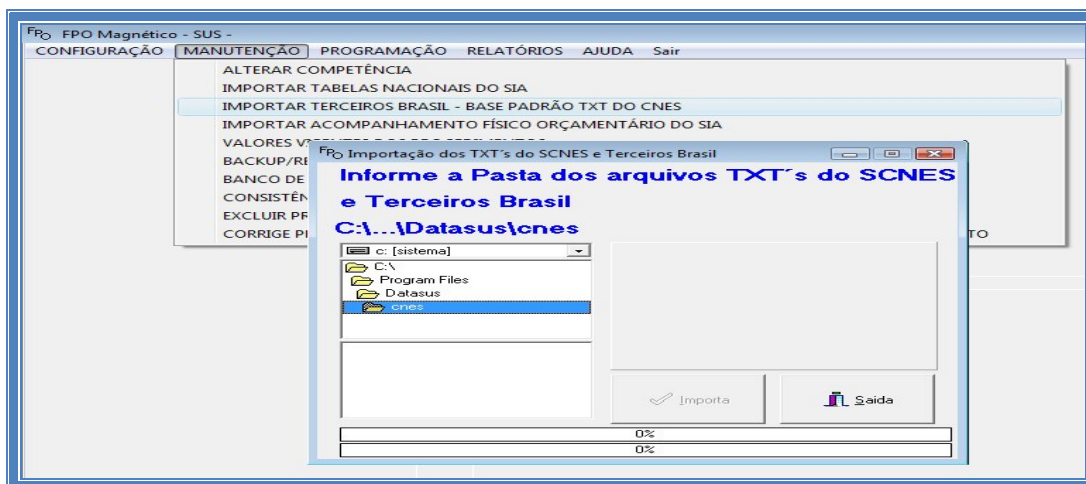 FPO FPO Magnético - SUS -
CONFIGURAÇÃO MANUTENÇÃO PROGRAMAÇÃO RELATÓRIOS AJUDA Sair
ALTERAR COMPETÊNCIA
IMPORTAR TABELAS NACIONAIS DO SIA
IMPORTAR TERCEIROS BRASIL - BASE PADRÃO TXT DO CNES
IMPORTAR ACOMPANHAMENTO FÍSICO ORÇAMENTÁRIO DO SIA
VALORES
BACKUP/RE
BANCO DE
CONSISTÊN
EXCLUIR PR
CORRIGE TO
FPO Importação dos TXT's do SCNES e Terceiros Brasil
Informe a Pasta dos arquivos TXT´s do SCNES
e Terceiros Brasil
C:\...\Datasus\cnes
c: [sistema]
C:\
Program Files
Datasus
cnes
Importa
Saida
0%
0%